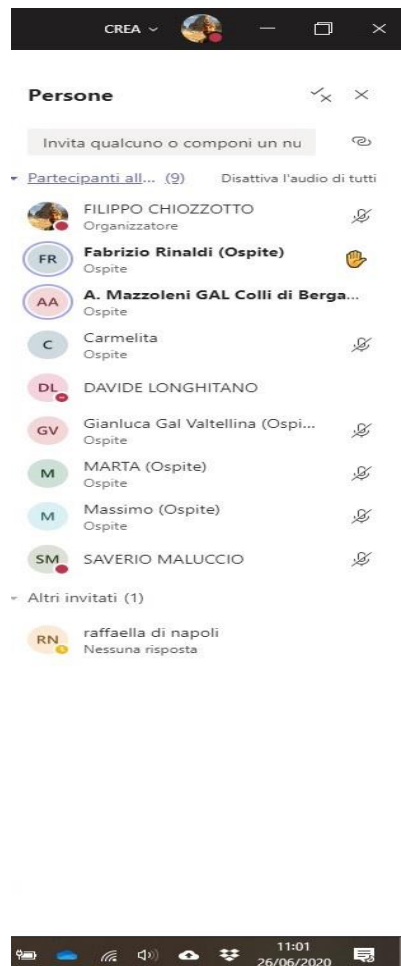 CREA
Persone
Invita qualcuno o componi un nu
Partecipanti all... (9) Disattiva l'audio di tutti
FILIPPO CHIOZZOTTO
Organizzatore
FR Fabrizio Rinaldi (Ospite)
Ospite
AA A. Mazzoleni GAL Colli di Berga...
Ospite
C Carmelita
Ospite
DL DAVIDE LONGHITANO
GV Gianluca Gal Valtellina (Ospi...
Ospite
M MARTA (Ospite)
Ospite
M Massimo (Ospite)
Ospite
SM SAVERIO MALUCCIO
Altri invitati (1)
RN raffaella di napoli
Nessuna risposta
11:01
26/06/2020